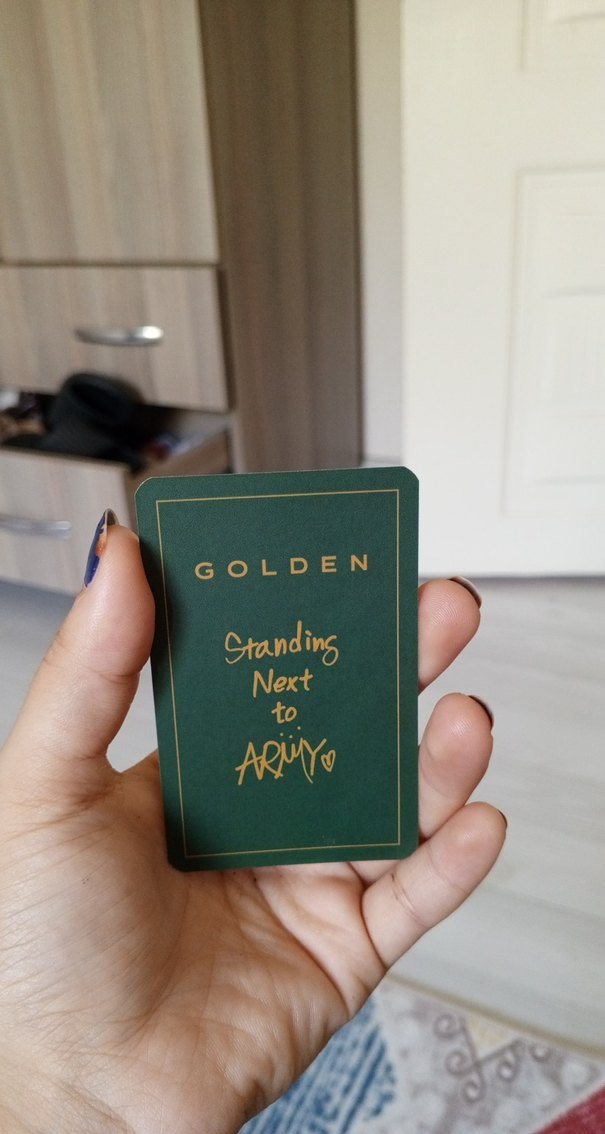 GOLDEN
Standing
Next
to
ARMY♡